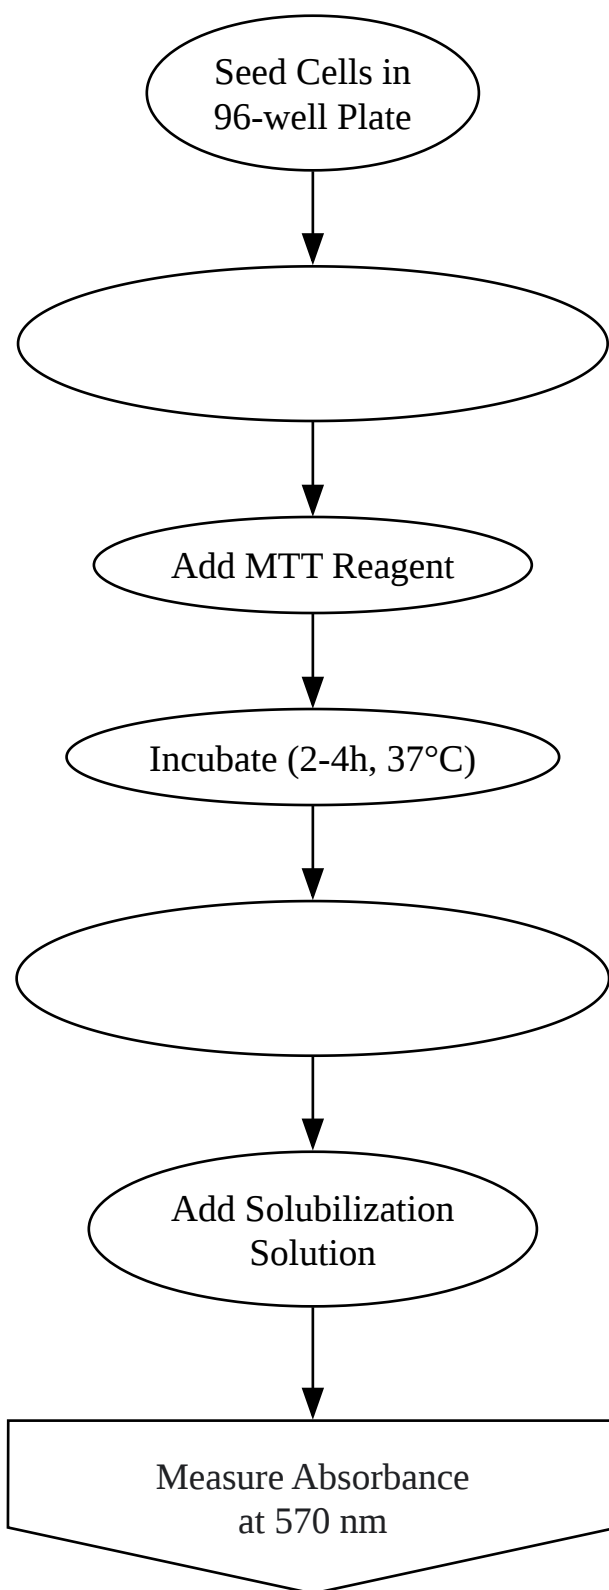 Seed Cells in
96-well Plate
Add MTT Reagent
Incubate (2-4h, 37°C)
Add Solubilization
Solution
Measure Absorbance
at 570 nm